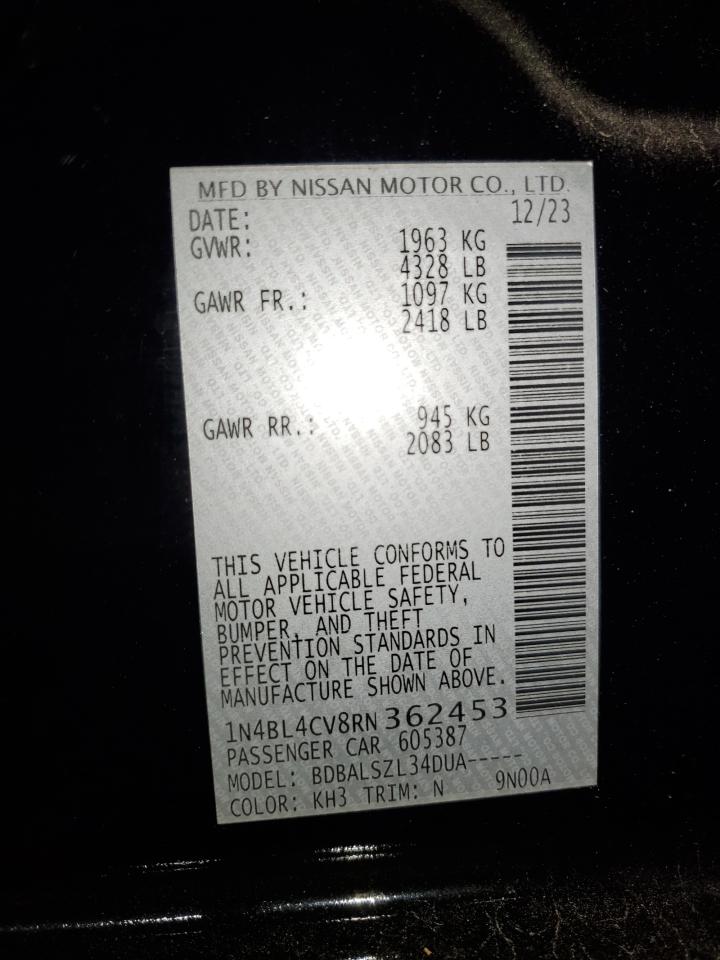 MFD BY NISSAN MOTOR CO., LTD.
DATE: 12/23
GVWR: 1963 KG
4328 LB
GAWR FR.: 1097 KG
2418 LB
GAWR RR.: 945 KG
2083 LB
THIS VEHICLE CONFORMS TO
ALL APPLICABLE FEDERAL
MOTOR VEHICLE SAFETY,
BUMPER, AND THEFT
PREVENTION STANDARDS IN
EFFECT ON THE DATE OF
MANUFACTURE SHOWN ABOVE.
1N4BL4CV8RN 362453
PASSENGER CAR 605387
MODEL: BDBALSZL34DUA-----
COLOR: KH3 TRIM: N 9N00A